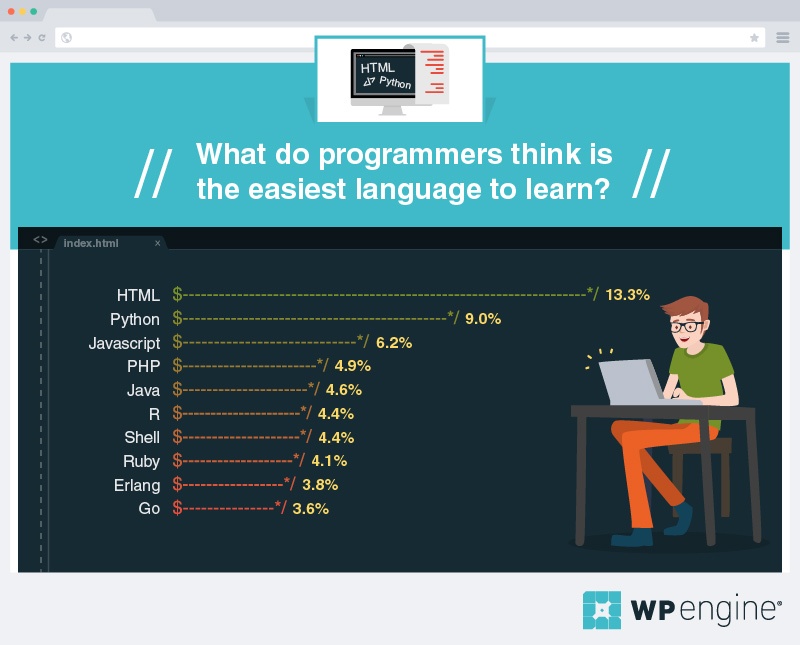 HTML
Python
// What do programmers think is //
the easiest language to learn?
<> index.html ×
HTML $--------------------------------------------------*/ 13.3%
Python $---------------------------------*/ 9.0%
Javascript $----------------------*/ 6.2%
PHP $-----------------*/ 4.9%
Java $----------------*/ 4.6%
R $---------------*/ 4.4%
Shell $---------------*/ 4.4%
Ruby $--------------*/ 4.1%
Erlang $-------------*/ 3.8%
Go $------------*/ 3.6%
WP engine®